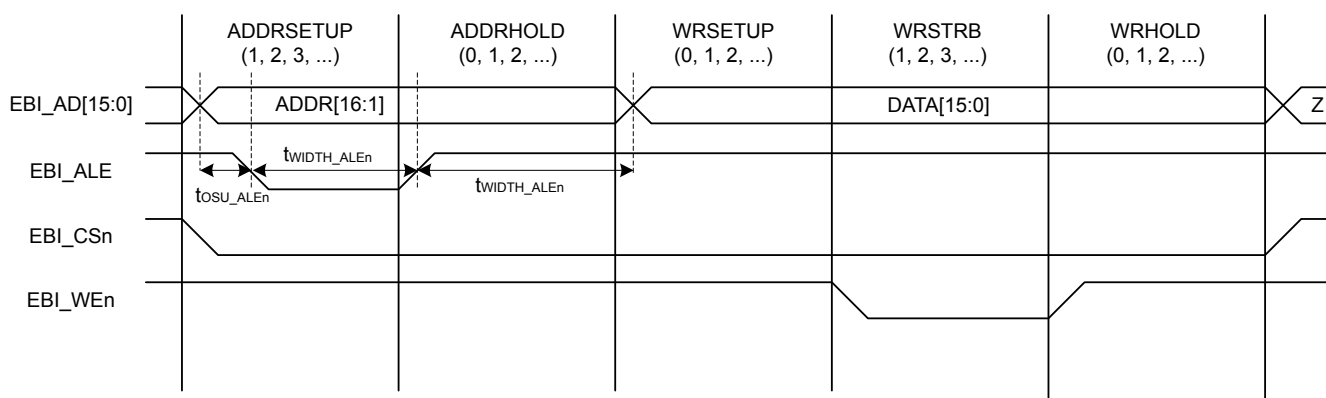 ADDRSETUP
(1, 2, 3, ...)
ADDRHOLD
(0, 1, 2, ...)
WRSETUP
(0, 1, 2, ...)
WRSTRB
(1, 2, 3, ...)
WRHOLD
(0, 1, 2, ...)
EBI_AD[15:0]
ADDR[16:1]
DATA[15:0]
Z
EBI_ALE
tWIDTH_ALEn
tWIDTH_ALEn
tOSU_ALEn
EBI_CSn
EBI_WEn